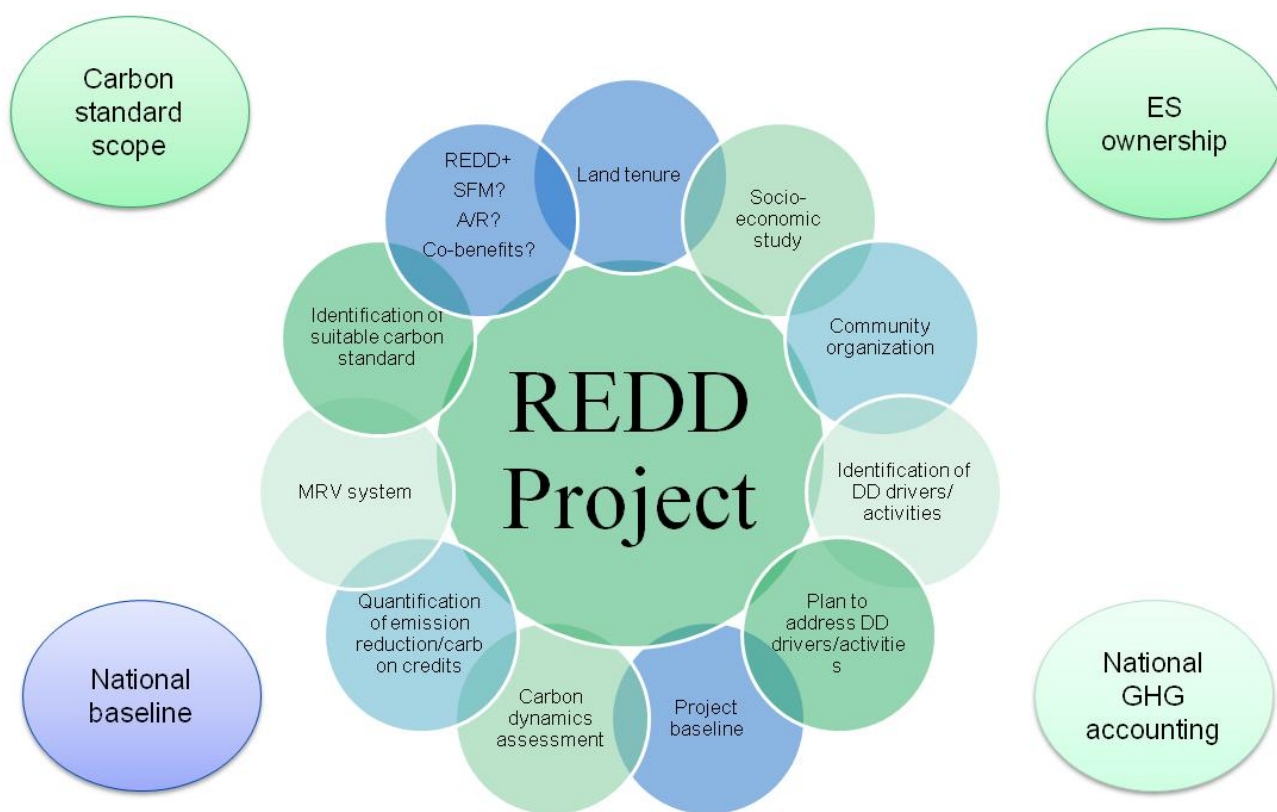 Carbon
standard
scope
ES
ownership
REDD+
SFM?
A/R?
Co-benefits?
Land tenure
Socio-
economic
study
Community
organization
Identification of
DD drivers/
activities
Plan to
address DD
drivers/activitie
s
Project
baseline
Carbon
dynamics
assessment
Quantification
of emission
reduction/carb
on credits
MRV system
Identification of
suitable carbon
standard
REDD
Project
National
baseline
National
GHG
accounting